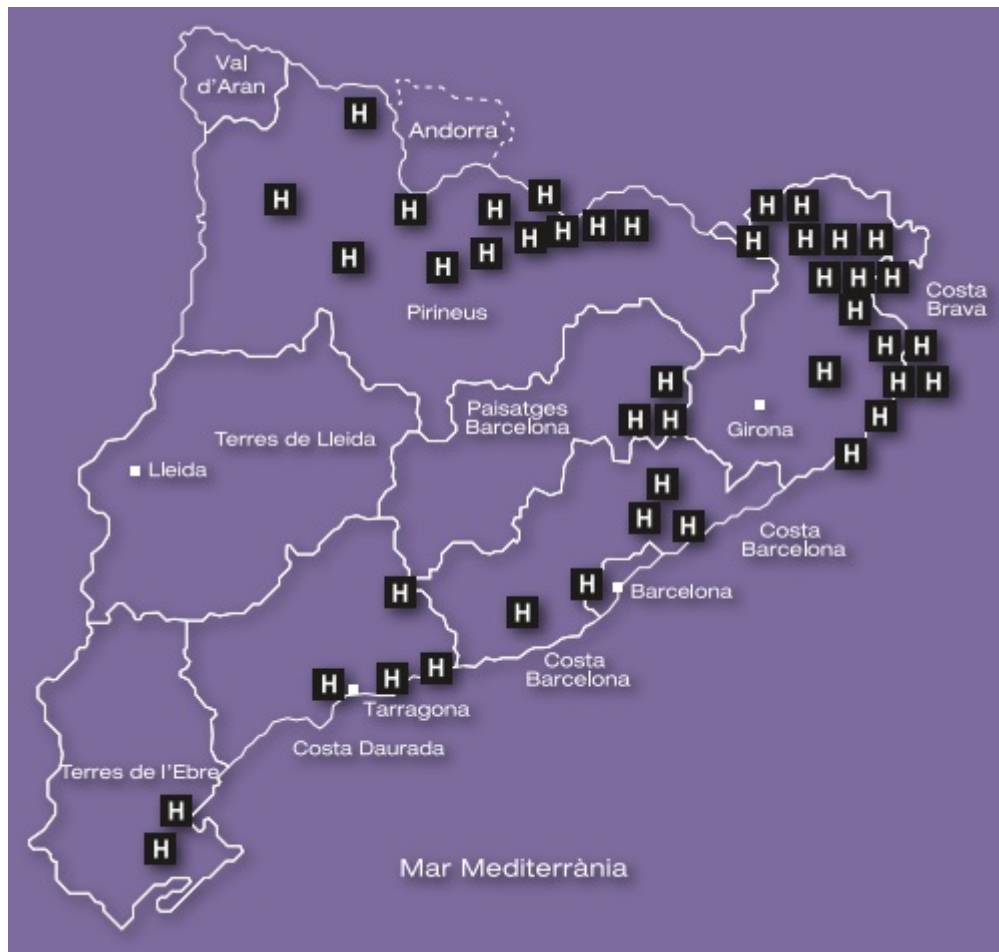 Val
d'Aran
H
Andorra
H
H
H
H
H H
H
H
H
H
H
H
H H H
H
H
H
H H H
Costa
Brava
Pirineus
H
H H
H
H
H H
Paisatges
Barcelona
H H
H
Girona
Terres de Lleida
H
Lleida
H
H
H
Costa
Barcelona
H
H
Barcelona
H
Costa
Barcelona
H
H
H
Tarragona
Costa Daurada
Terres de l'Ebre
H
H
Mar Mediterrània